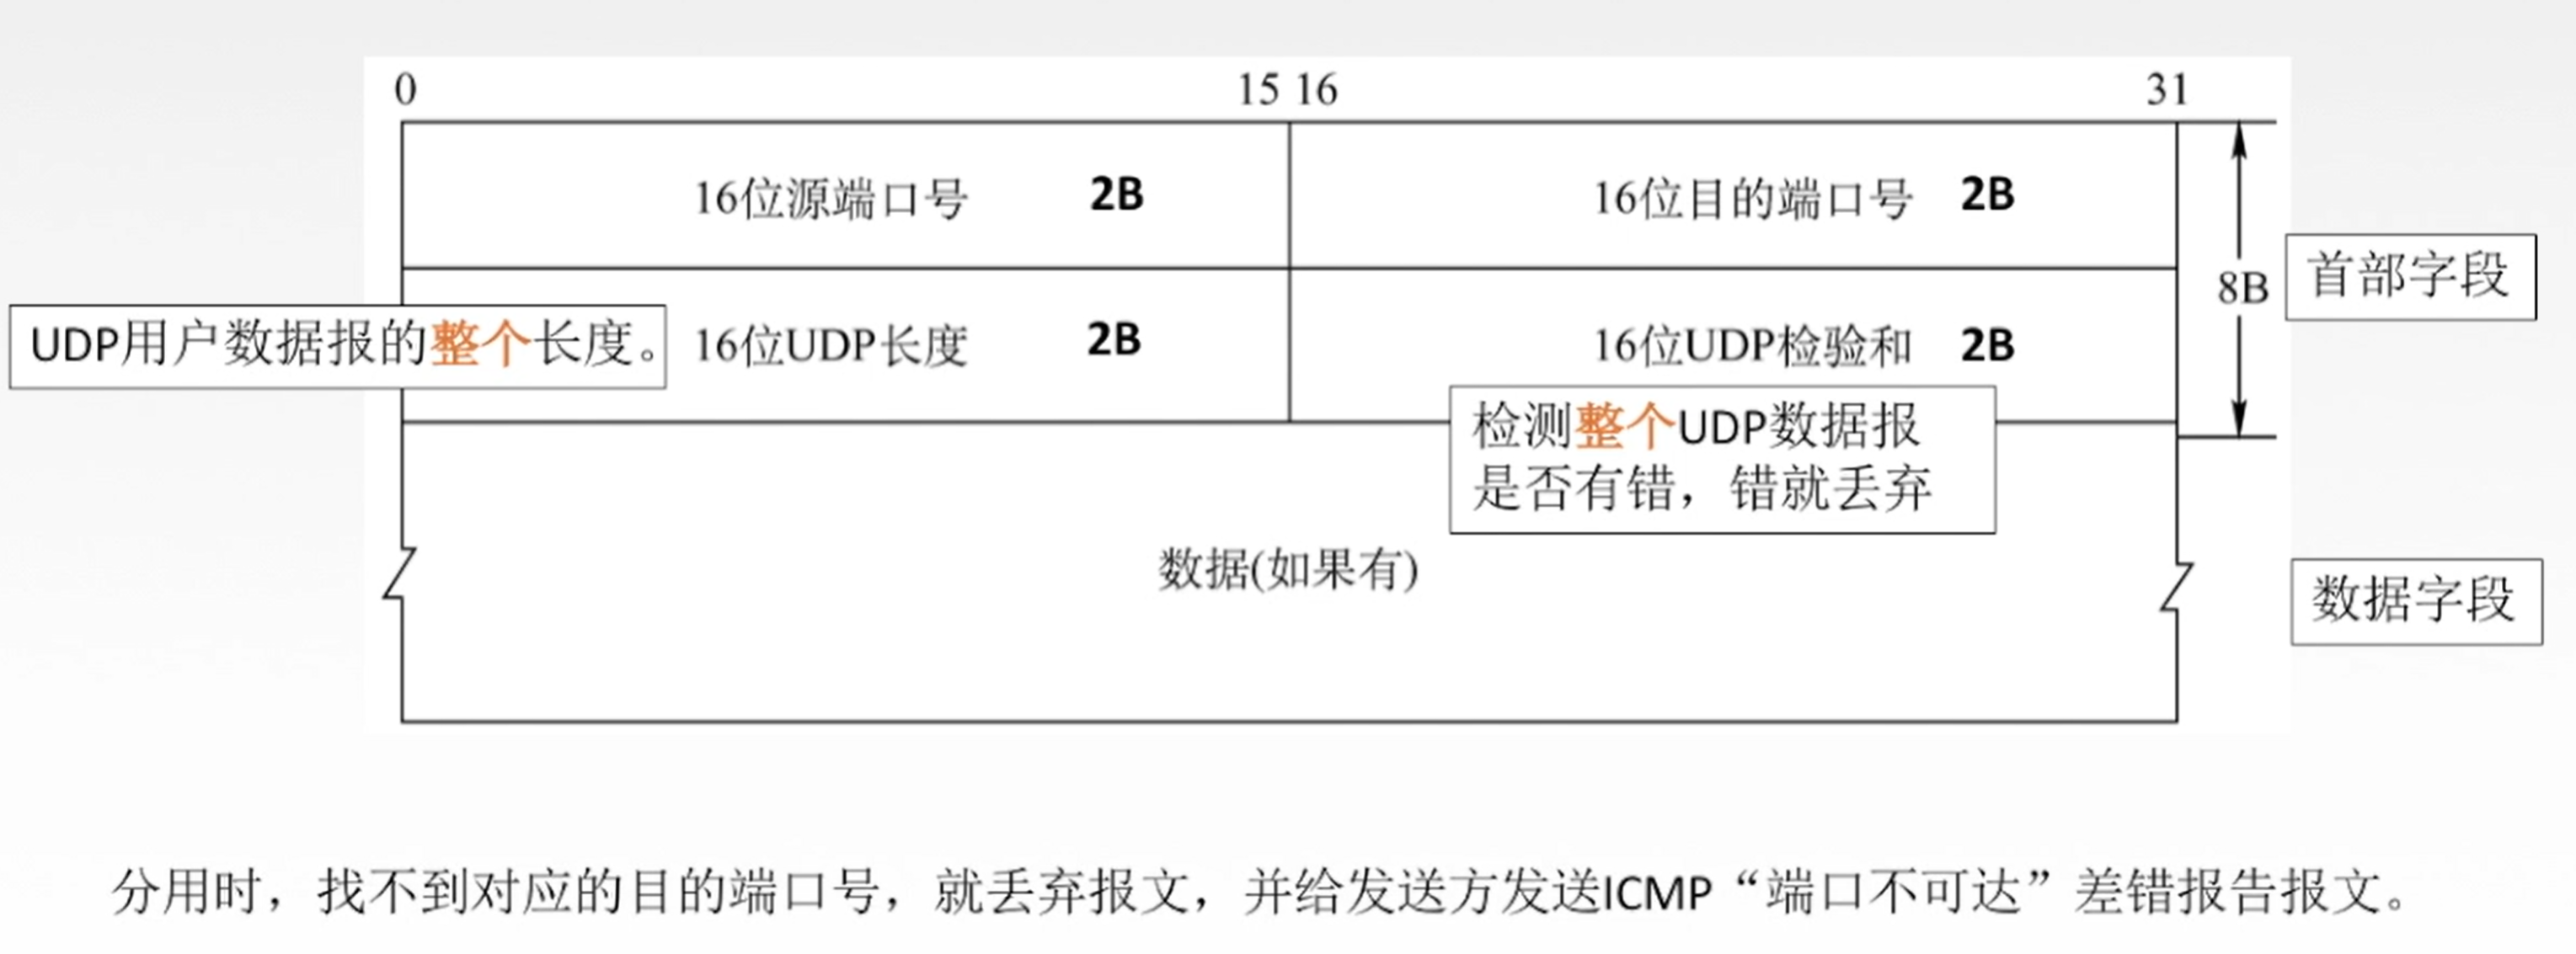 0 15 16 31
16位源端口号 2B 16位目的端口号 2B
首部字段
8B
UDP用户数据报的整个长度。 16位UDP长度 2B 16位UDP检验和 2B
检测整个UDP数据报
是否有错，错就丢弃
数据(如果有)
数据字段
分用时，找不到对应的目的端口号，就丢弃报文，并给发送方发送ICMP“端口不可达”差错报告报文。